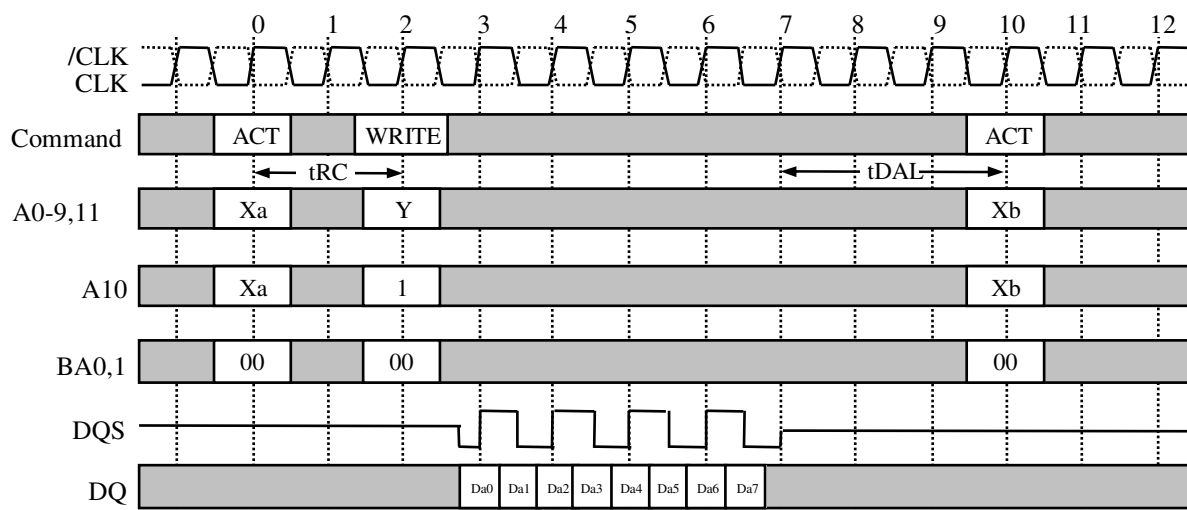 0 1 2 3 4 5 6 7 8 9 10 11 12
/CLK
CLK
Command ACT WRITE ACT
tRC tDAL
A0-9,11 Xa Y Xb
A10 Xa 1 Xb
BA0,1 00 00 00
DQS
DQ Da0 Da1 Da2 Da3 Da4 Da5 Da6 Da7